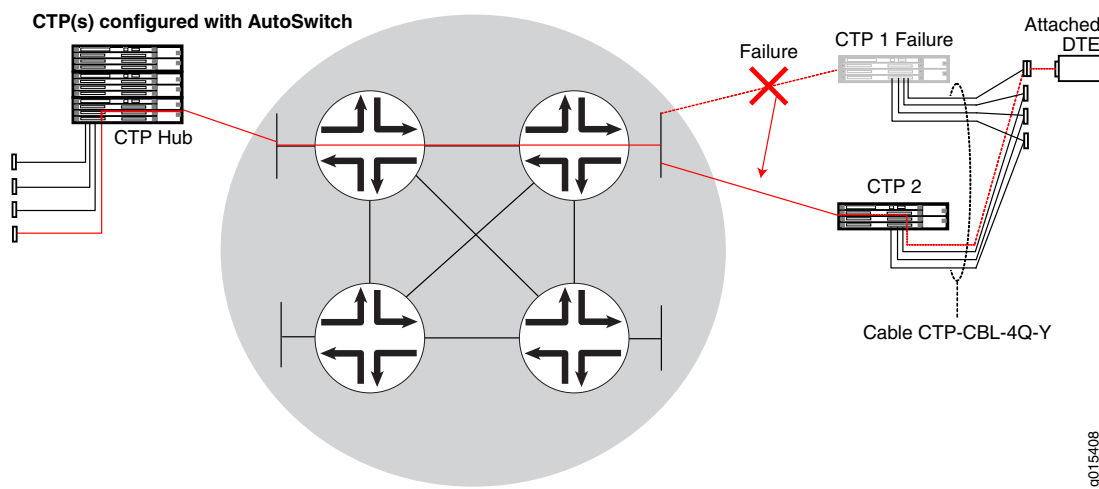 CTP(s) configured with AutoSwitch
CTP Hub
Failure
CTP 1 Failure
Attached
DTE
CTP 2
Cable CTP-CBL-4Q-Y
g015408